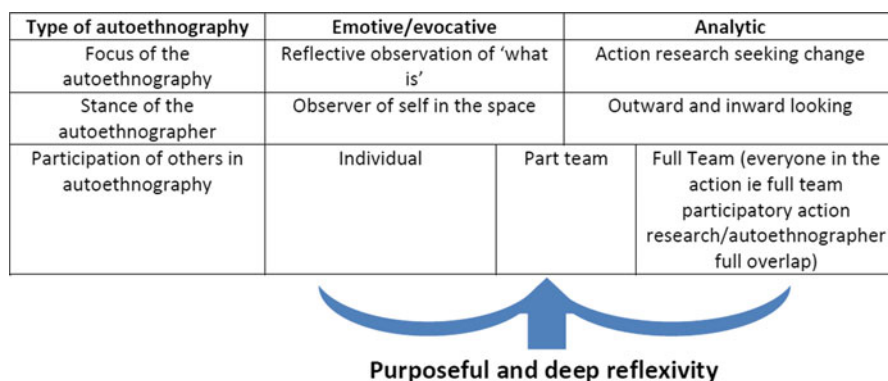 Type of autoethnography Emotive/evocative Analytic
Focus of the autoethnography
Reflective observation of ‘what is’
Action research seeking change
Stance of the autoethnographer
Observer of self in the space
Outward and inward looking
Participation of others in autoethnography
Individual
Part team
Full Team (everyone in the
action ie full team
participatory action
research/autoethnographer
full overlap)
Purposeful and deep reflexivity